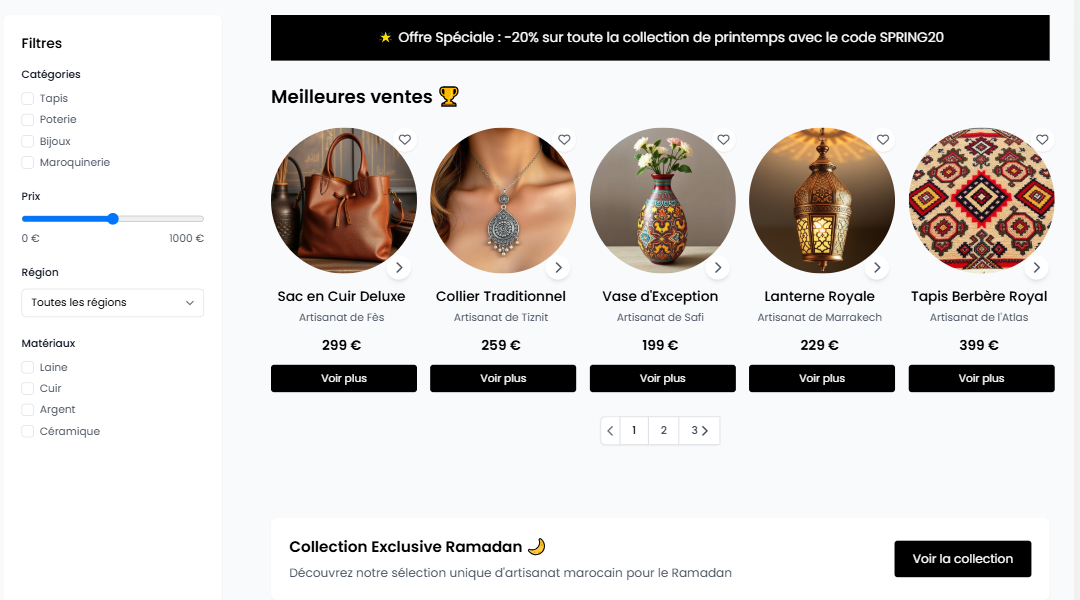 Filtres
Catégories
Tapis
Poterie
Bijoux
Maroquinerie
Prix
0 € 1000 €
Région
Toutes les régions
Matériaux
Laine
Cuir
Argent
Céramique
⭐ Offre Spéciale : -20% sur toute la collection de printemps avec le code SPRING20
Meilleures ventes 🏆
Sac en Cuir Deluxe
Artisanat de Fès
299 €
Voir plus
Collier Traditionnel
Artisanat de Tiznit
259 €
Voir plus
Vase d'Exception
Artisanat de Safi
199 €
Voir plus
Lanterne Royale
Artisanat de Marrakech
229 €
Voir plus
Tapis Berbère Royal
Artisanat de l'Atlas
399 €
Voir plus
1 2 3
Collection Exclusive Ramadan 🌙
Découvrez notre sélection unique d'artisanat marocain pour le Ramadan
Voir la collection